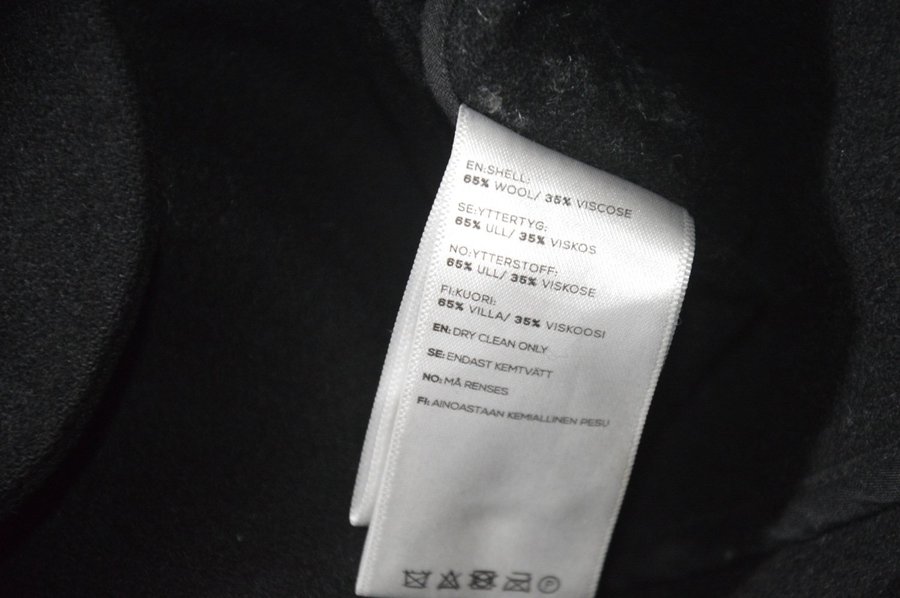 EN:SHELL:
65% WOOL/ 35% VISCOSE
SE:YTTERTYG:
65% ULL/ 35% VISKOS
NO:YTTERSTOFF:
65% ULL/ 35% VISKOSE
FI:KUORI:
65% VILLA/ 35% VISKOOSI
EN: DRY CLEAN ONLY
SE: ENDAST KEMTVÄTT
NO: MÅ RENSES
FI: AINOASTAAN KEMIALLINEN PESU
P